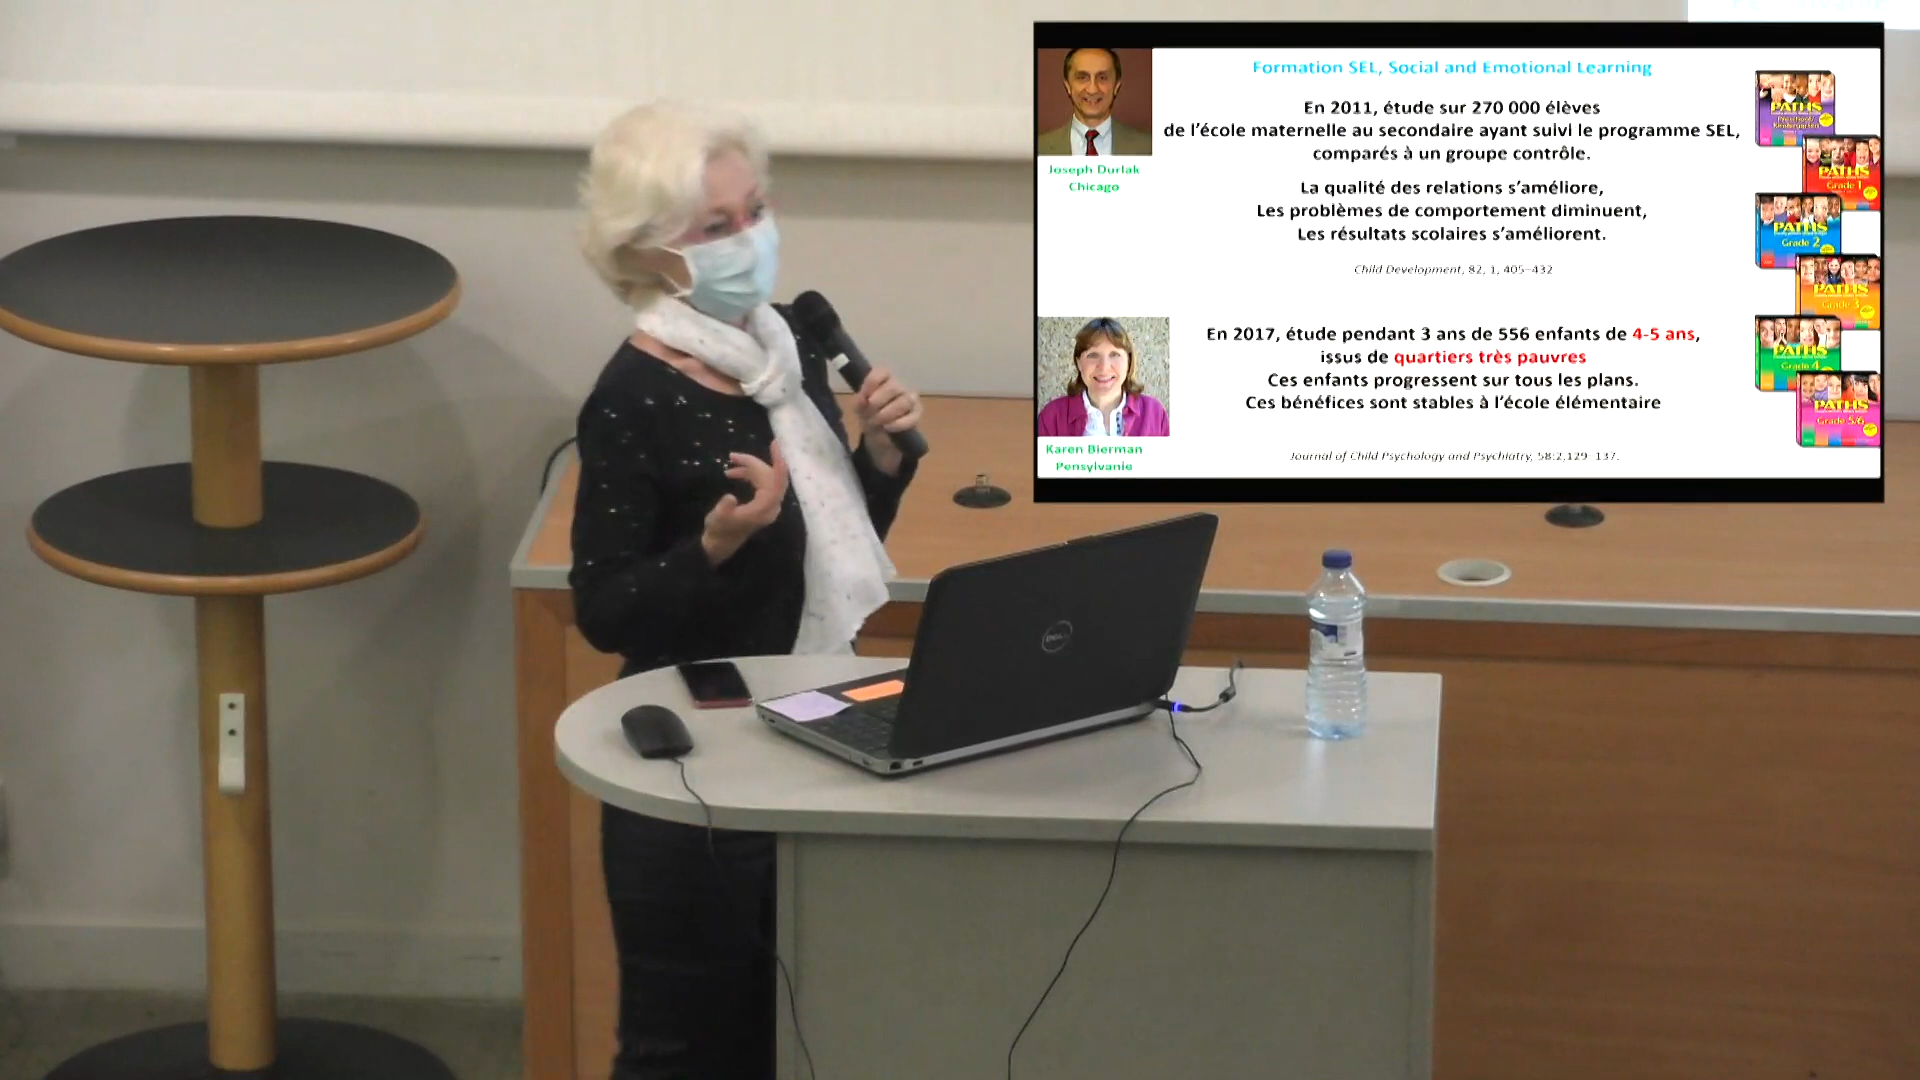 Formation SEL, Social and Emotional Learning
En 2011, étude sur 270 000 élèves
de l'école maternelle au secondaire ayant suivi le programme SEL,
comparés à un groupe contrôle.
Joseph Durlak
Chicago
La qualité des relations s'améliore,
Les problèmes de comportement diminuent,
Les résultats scolaires s'améliorent.
Child Development, 82, 1, 405–432
En 2017, étude pendant 3 ans de 556 enfants de 4-5 ans,
issus de quartiers très pauvres
Ces enfants progressent sur tous les plans.
Ces bénéfices sont stables à l'école élémentaire
Karen Bierman
Pensylvanie
Journal of Child Psychology and Psychiatry, 58:2,129–137.
PATHS
Preschool/
Kindergarten
PATHS
Grade 1
PATHS
Grade 2
PATHS
Grade 3
PATHS
Grade 4
PATHS
Grade 5/6
DELL